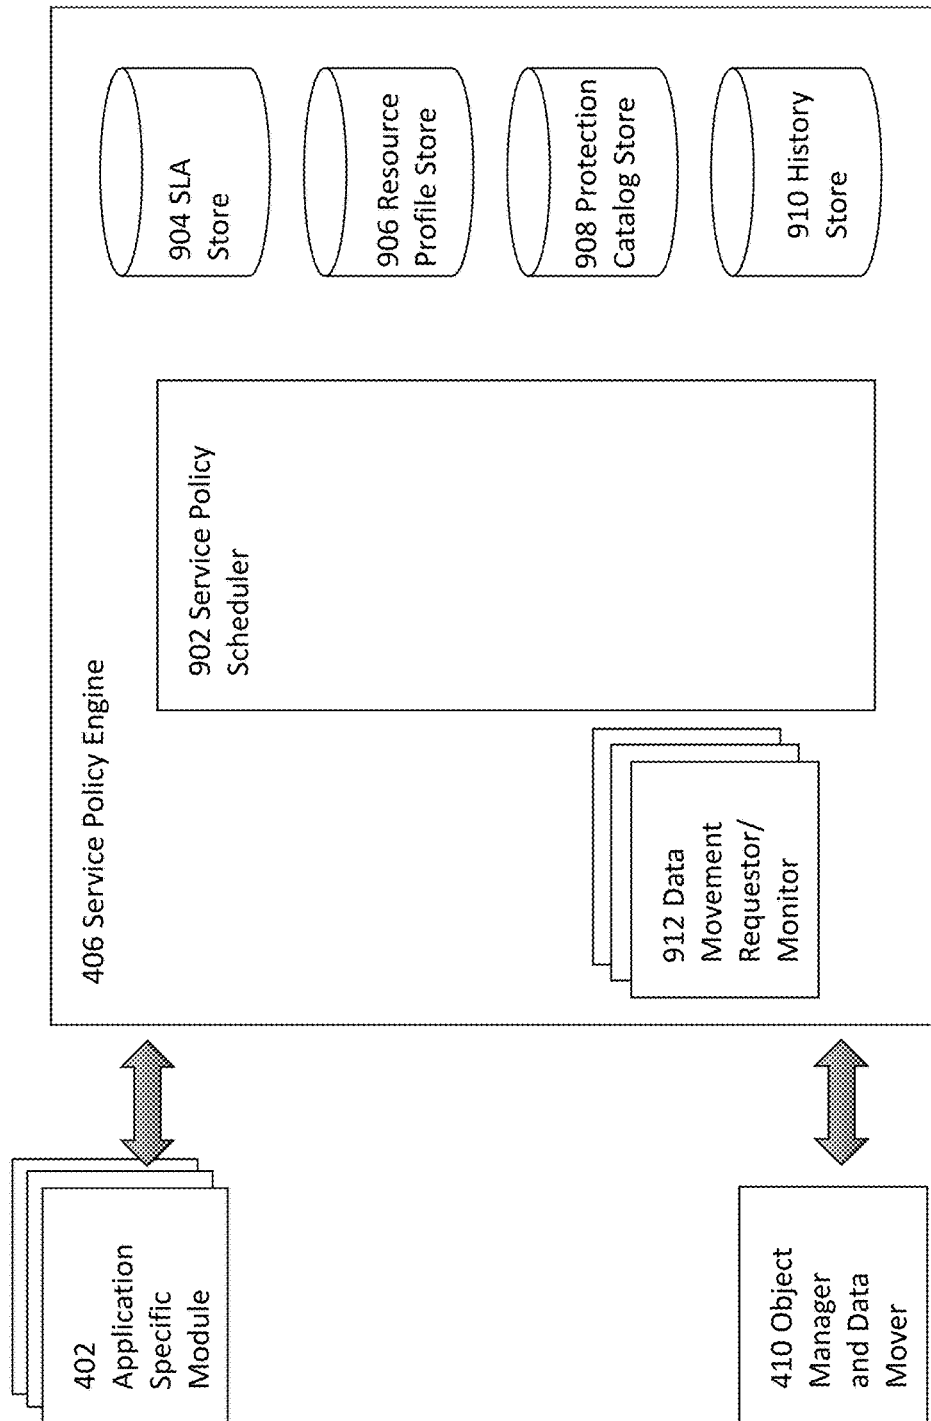 402
Application
Specific
Module
410 Object
Manager
and Data
Mover
406 Service Policy Engine
912 Data
Movement
Requestor/
Monitor
902 Service Policy
Scheduler
904 SLA
Store
906 Resource
Profile Store
908 Protection
Catalog Store
910 History
Store